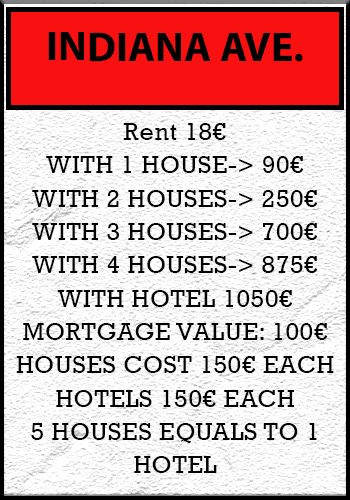 INDIANA AVE.
Rent 18€
WITH 1 HOUSE-> 90€
WITH 2 HOUSES-> 250€
WITH 3 HOUSES-> 700€
WITH 4 HOUSES-> 875€
WITH HOTEL 1050€
MORTGAGE VALUE: 100€
HOUSES COST 150€ EACH
HOTELS 150€ EACH
5 HOUSES EQUALS TO 1
HOTEL